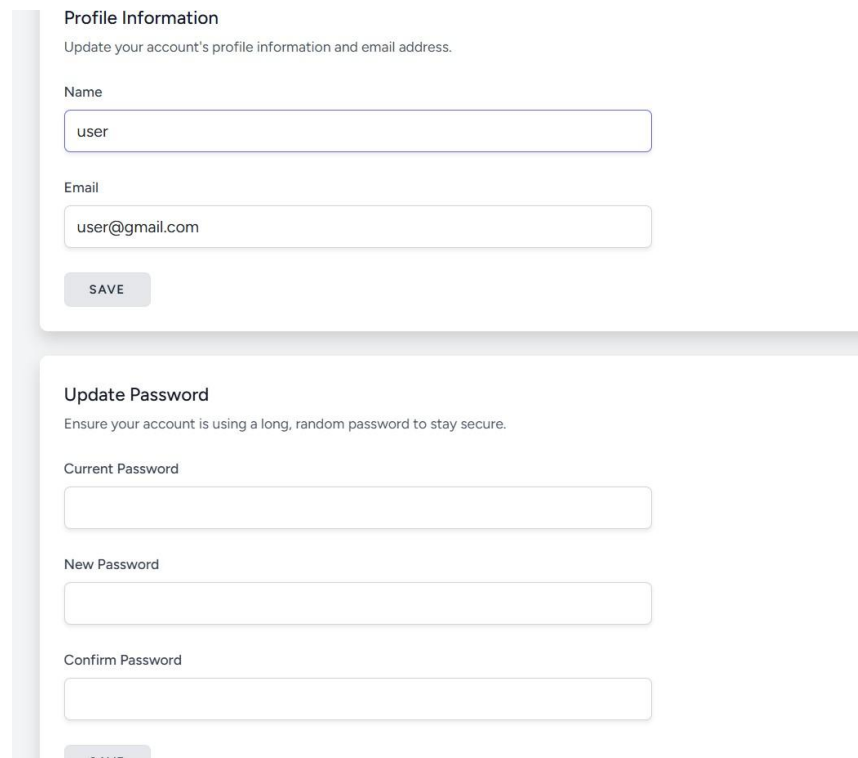 Profile Information
Update your account's profile information and email address.
Name
user
Email
user@gmail.com
SAVE
Update Password
Ensure your account is using a long, random password to stay secure.
Current Password
New Password
Confirm Password
SAVE